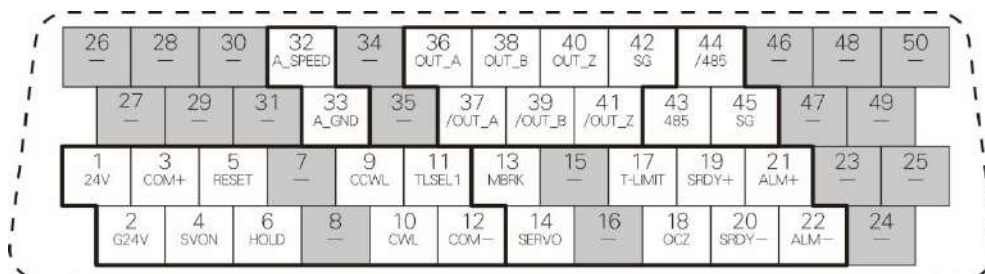 26 28 30 32 34 36 38 40 42 44 46 48 50
— — — A_SPEED — OUT_A OUT_B OUT_Z SG /485 — — —
27 29 31 33 35 37 39 41 43 45 47 49
— — — A_GND — /OUT_A /OUT_B /OUT_Z 485 SG — —
1 3 5 7 9 11 13 15 17 19 21 23 25
24V COM+ RESET — CCWL TLSEL1 MBRK — T-LIMIT SRDY+ ALM+ — —
2 4 6 8 10 12 14 16 18 20 22 24
G24V SVON HOLD — CWL COM— SERVO — OCZ SRDY— ALM— —